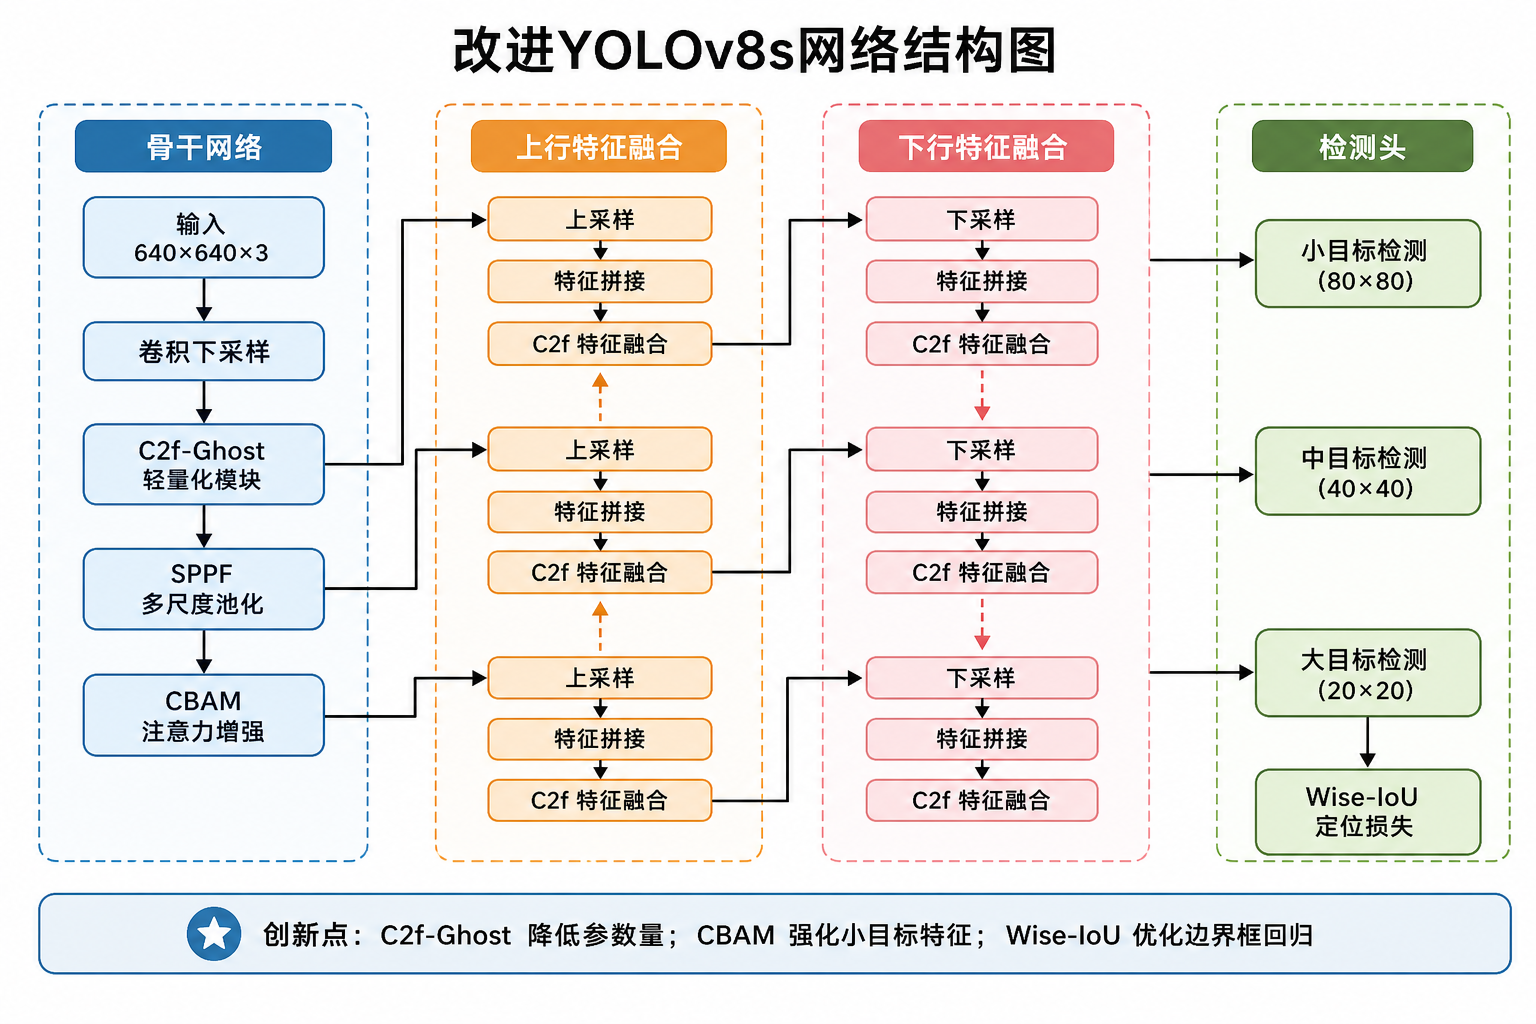 改进YOLOv8s网络结构图
骨干网络
输入
640×640×3
卷积下采样
C2f-Ghost
轻量化模块
SPPF
多尺度池化
CBAM
注意力增强
上行特征融合
上采样
特征拼接
C2f 特征融合
上采样
特征拼接
C2f 特征融合
上采样
特征拼接
C2f 特征融合
下行特征融合
下采样
特征拼接
C2f 特征融合
下采样
特征拼接
C2f 特征融合
下采样
特征拼接
C2f 特征融合
检测头
小目标检测
(80×80)
中目标检测
(40×40)
大目标检测
(20×20)
Wise-IoU
定位损失
创新点：C2f-Ghost 降低参数量；CBAM 强化小目标特征；Wise-IoU 优化边界框回归